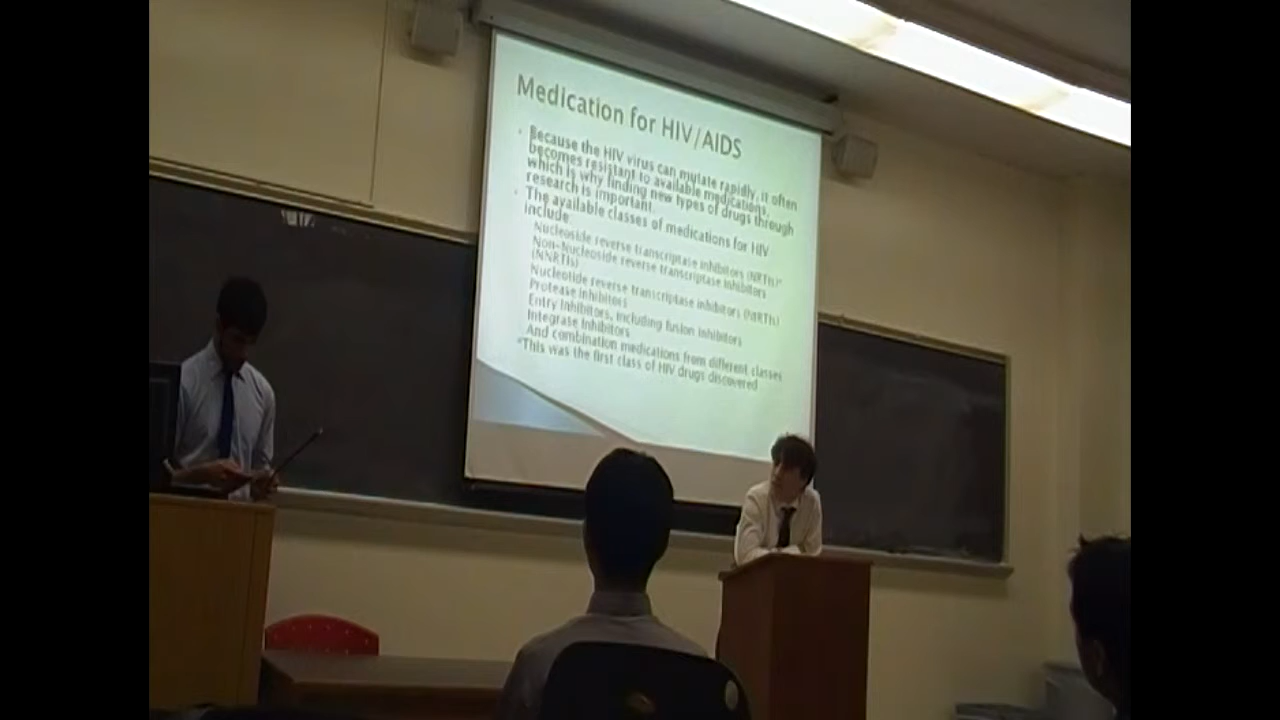 Medication for HIV/AIDS
Because the HIV virus can mutate rapidly, it often
becomes resistant to available medications,
which is why finding new types of drugs through
research is important.
The available classes of medications for HIV
include:
Nucleoside reverse transcriptase inhibitors (NRTIs)*
Non-Nucleoside reverse transcriptase inhibitors
(NNRTIs)
Nucleotide reverse transcriptase inhibitors (NtRTIs)
Protease inhibitors
Entry Inhibitors, including fusion inhibitors
Integrase Inhibitors
And combination medications from different classes
*This was the first class of HIV drugs discovered